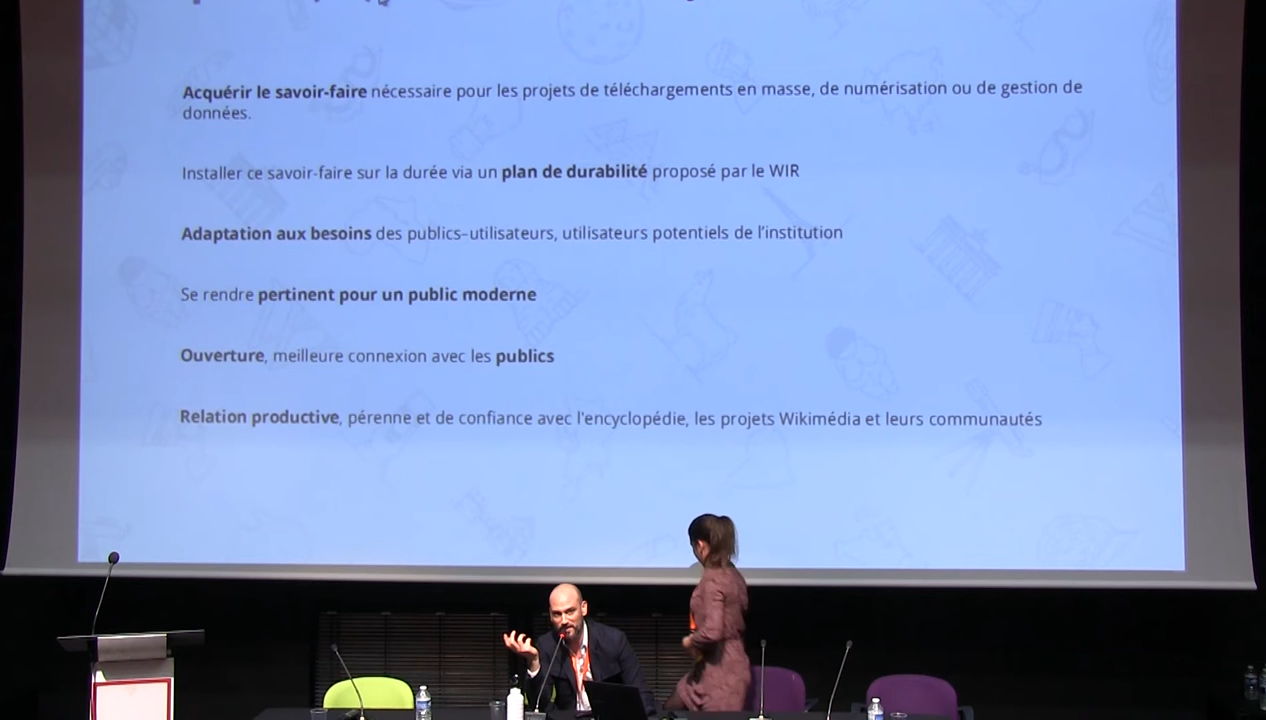 Acquérir le savoir-faire nécessaire pour les projets de téléchargements en masse, de numérisation ou de gestion de
données.
Installer ce savoir-faire sur la durée via un plan de durabilité proposé par le WIR
Adaptation aux besoins des publics–utilisateurs, utilisateurs potentiels de l’institution
Se rendre pertinent pour un public moderne
Ouverture, meilleure connexion avec les publics
Relation productive, pérenne et de confiance avec l'encyclopédie, les projets Wikimédia et leurs communautés